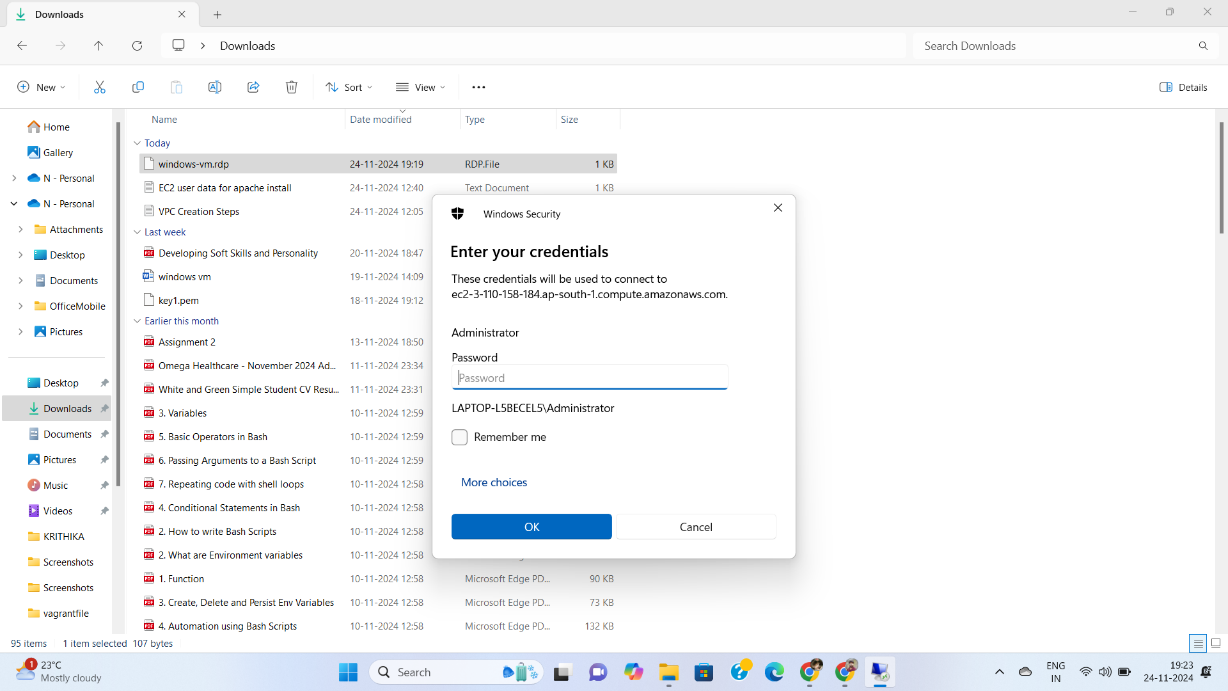 Downloads
Downloads
Search Downloads
New
Sort
View
Details
Name Date modified Type Size
Home
Gallery
N - Personal
N - Personal
Attachments
Desktop
Documents
OfficeMobile
Pictures
Desktop
Downloads
Documents
Pictures
Music
Videos
KRITHIKA
Screenshots
Screenshots
vagrantfile
Today
windows-vm.rdp 24-11-2024 19:19 RDP.File 1 KB
EC2 user data for apache install 24-11-2024 12:40 Text Document 1 KB
VPC Creation Steps 24-11-2024 12:05
Last week
Developing Soft Skills and Personality 20-11-2024 18:47
windows vm 19-11-2024 14:09
key1.pem 18-11-2024 19:12
Earlier this month
Assignment 2 13-11-2024 18:50
Omega Healthcare - November 2024 Ad... 11-11-2024 23:34
White and Green Simple Student CV Resu... 11-11-2024 23:31
3. Variables 10-11-2024 12:59
5. Basic Operators in Bash 10-11-2024 12:59
6. Passing Arguments to a Bash Script 10-11-2024 12:59
7. Repeating code with shell loops 10-11-2024 12:58
4. Conditional Statements in Bash 10-11-2024 12:58
2. How to write Bash Scripts 10-11-2024 12:58
2. What are Environment variables 10-11-2024 12:58
1. Function 10-11-2024 12:58 Microsoft Edge PD... 90 KB
3. Create, Delete and Persist Env Variables 10-11-2024 12:58 Microsoft Edge PD... 73 KB
4. Automation using Bash Scripts 10-11-2024 12:58 Microsoft Edge PD... 132 KB
Windows Security
Enter your credentials
These credentials will be used to connect to
ec2-3-110-158-184.ap-south-1.compute.amazonaws.com.
Administrator
Password
Password
LAPTOP-L5BECEL5\Administrator
Remember me
More choices
OK
Cancel
95 items 1 item selected 107 bytes
1
23°C
Mostly cloudy
Search
ENG
IN
19:23
24-11-2024